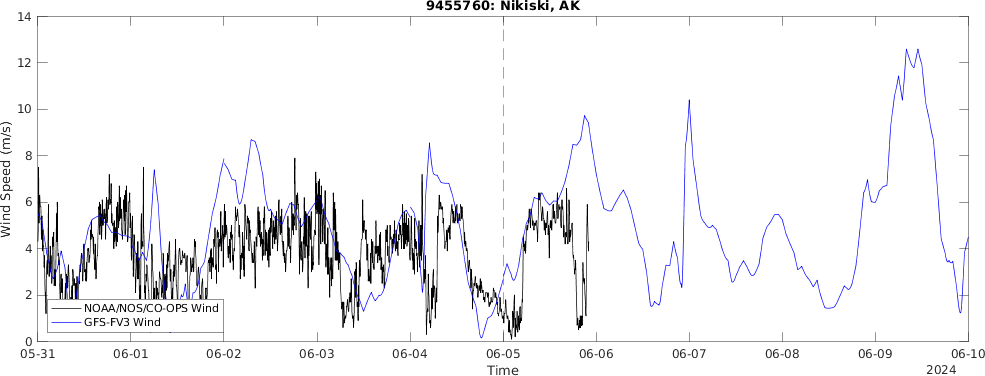 9455760: Nikiski, AK
14
12
10
8
6
4
2
0
Wind Speed (m/s)
NOAA/NOS/CO-OPS Wind
GFS-FV3 Wind
05-31 06-01 06-02 06-03 06-04 06-05 06-06 06-07 06-08 06-09 06-10
Time
2024